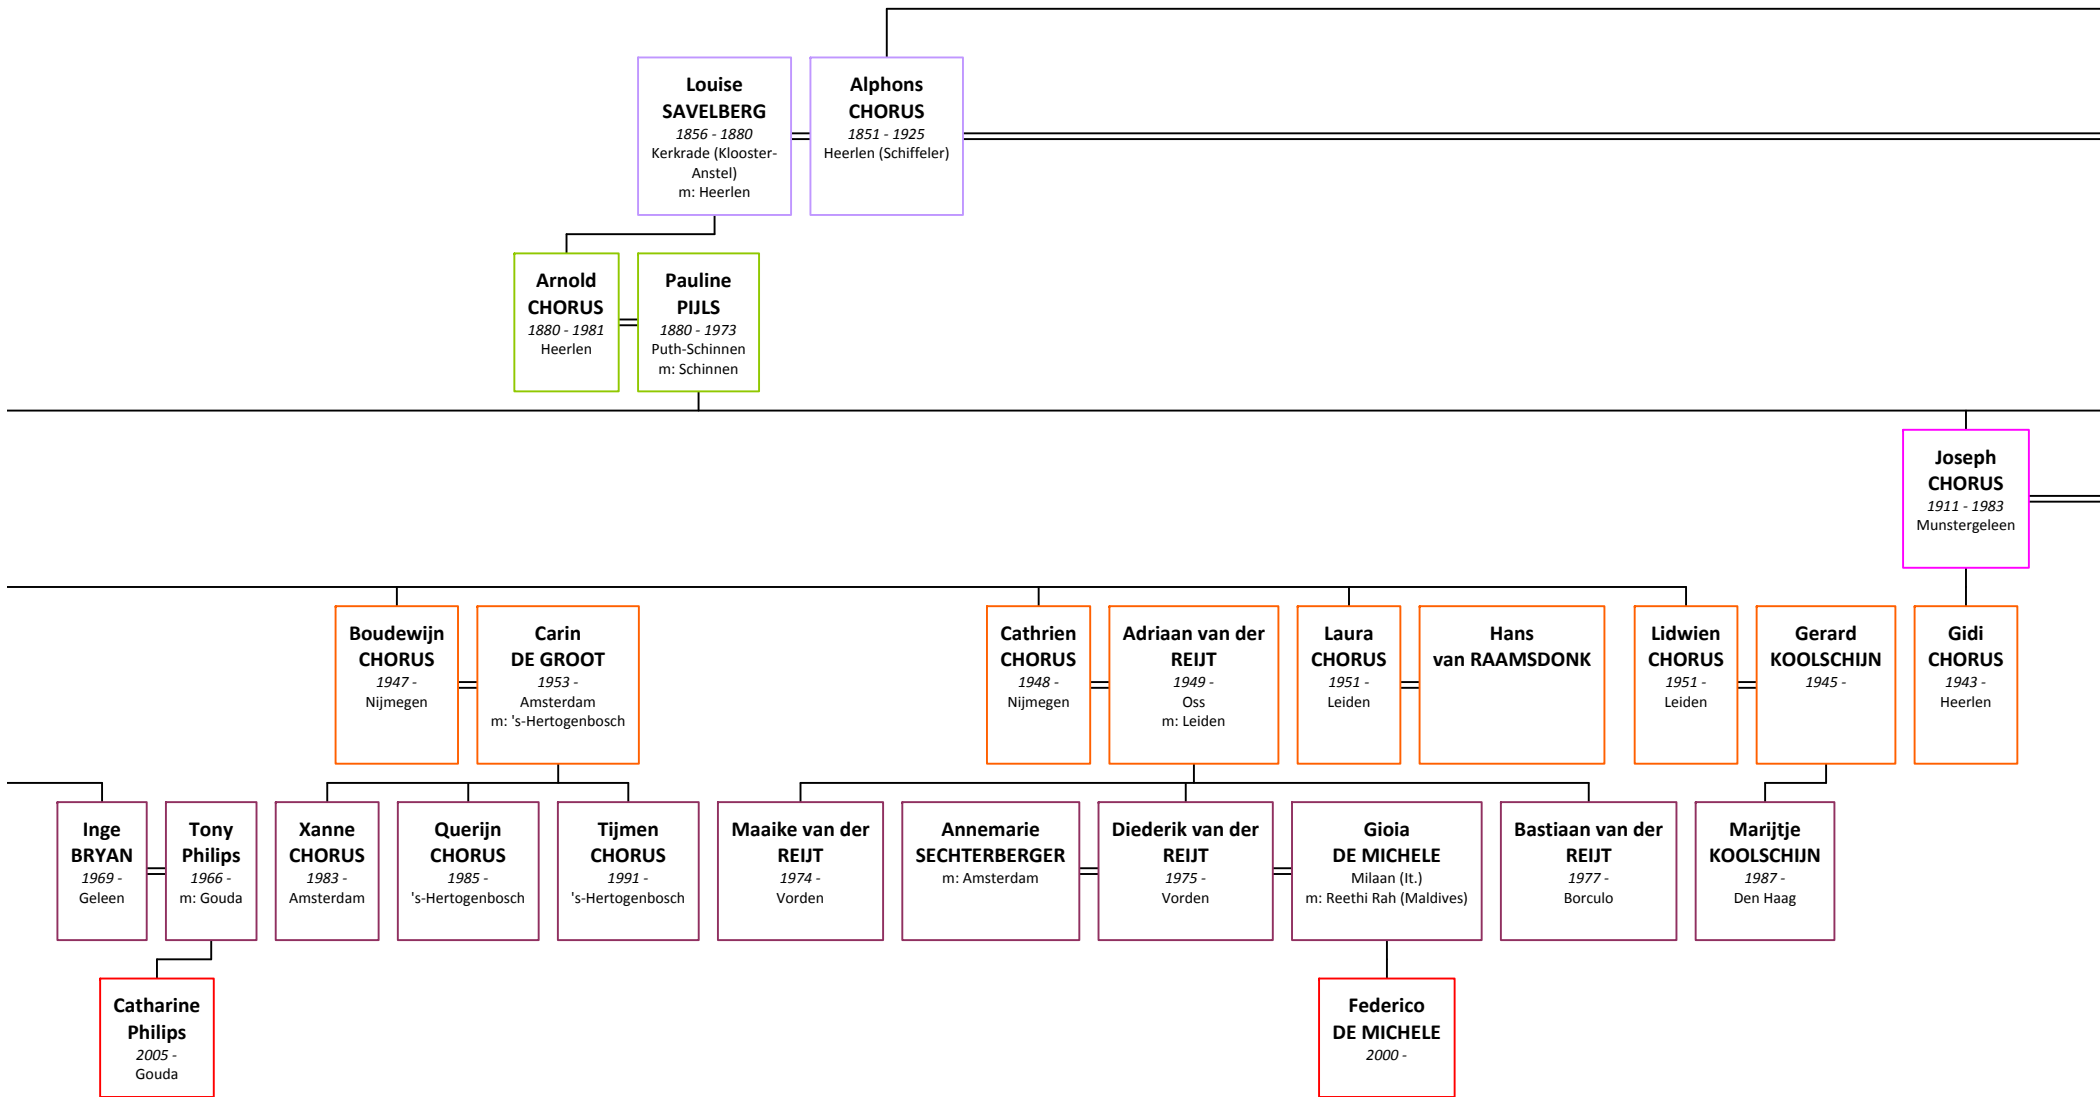 Louise
SAVELBERG
1856 - 1880
Kerkrade (Klooster-
Anstel)
m: Heerlen
Alphons
CHORUS
1851 - 1925
Heerlen (Schiffeler)
Arnold
CHORUS
1880 - 1981
Heerlen
Pauline
PIJLS
1880 - 1973
Puth-Schinnen
m: Schinnen
Joseph
CHORUS
1911 - 1983
Munstergeleen
Boudewijn
CHORUS
1947 -
Nijmegen
Carin
DE GROOT
1953 -
Amsterdam
m: 's-Hertogenbosch
Cathrien
CHORUS
1948 -
Nijmegen
Adriaan van der
REIJT
1949 -
Oss
m: Leiden
Laura
CHORUS
1951 -
Leiden
Hans
van RAAMSDONK
Lidwien
CHORUS
1951 -
Leiden
Gerard
KOOLSCHIJN
1945 -
Gidi
CHORUS
1943 -
Heerlen
Inge
BRYAN
1969 -
Geleen
Tony
Philips
1966 -
m: Gouda
Xanne
CHORUS
1983 -
Amsterdam
Querijn
CHORUS
1985 -
's-Hertogenbosch
Tijmen
CHORUS
1991 -
's-Hertogenbosch
Maaike van der
REIJT
1974 -
Vorden
Annemarie
SECHTERBERGER
m: Amsterdam
Diederik van der
REIJT
1975 -
Vorden
Gioia
DE MICHELE
Milaan (It.)
m: Reethi Rah (Maldives)
Bastiaan van der
REIJT
1977 -
Borculo
Marijtje
KOOLSCHIJN
1987 -
Den Haag
Catharine
Philips
2005 -
Gouda
Federico
DE MICHELE
2000 -